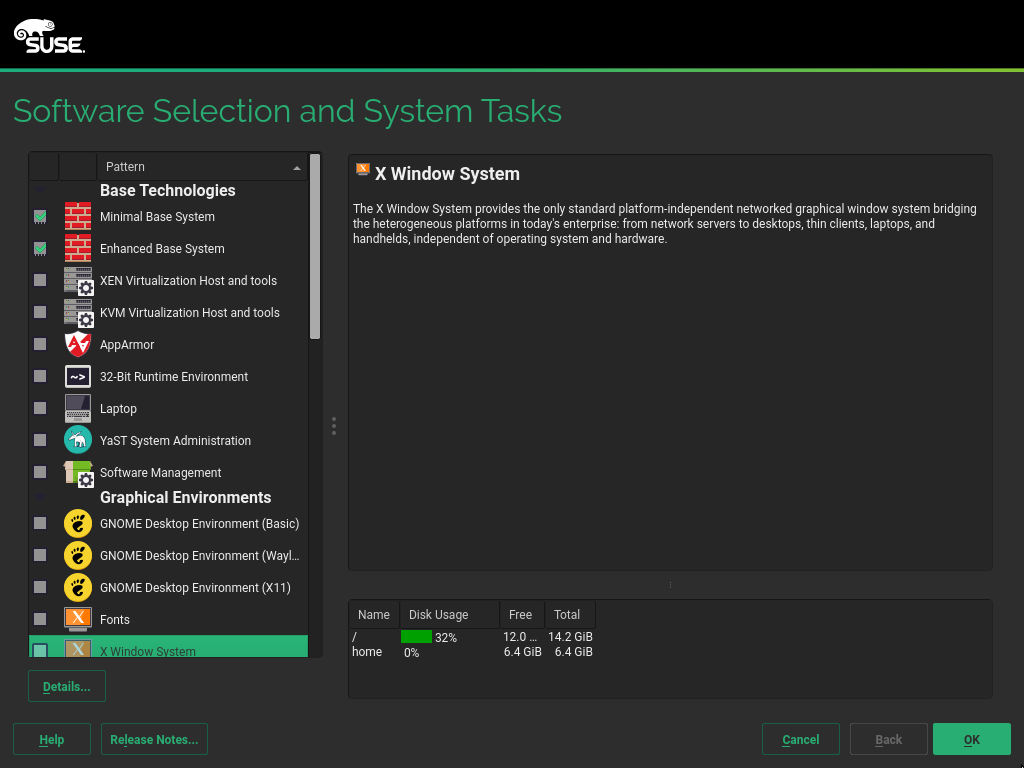 SUSE.
Software Selection and System Tasks
Pattern
Base Technologies
Minimal Base System
Enhanced Base System
XEN Virtualization Host and tools
KVM Virtualization Host and tools
AppArmor
~>
32-Bit Runtime Environment
Laptop
YaST System Administration
Software Management
Graphical Environments
GNOME Desktop Environment (Basic)
GNOME Desktop Environment (Wayl...
GNOME Desktop Environment (X11)
X
Fonts
X
X Window System
Details...
X
X Window System
The X Window System provides the only standard platform-independent networked graphical window system bridging
the heterogeneous platforms in today's enterprise: from network servers to desktops, thin clients, laptops, and
handhelds, independent of operating system and hardware.
Name Disk Usage Free Total
/ 32% 12.0 ... 14.2 GiB
home 0% 6.4 GiB 6.4 GiB
Help
Release Notes...
Cancel
Back
OK